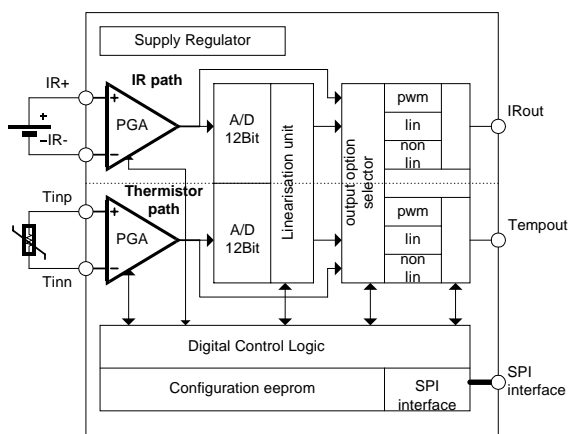 Supply Regulator
IR+
IR path
+
PGA
−
+
−IR-
A/D
12Bit
Linearisation unit
output option
selector
pwm
lin
non
lin
IRout
Thermistor
path
Tinp
+
PGA
−
Tinn
A/D
12Bit
pwm
lin
non
lin
Tempout
Digital Control Logic
Configuration eeprom
SPI
interface
SPI
interface